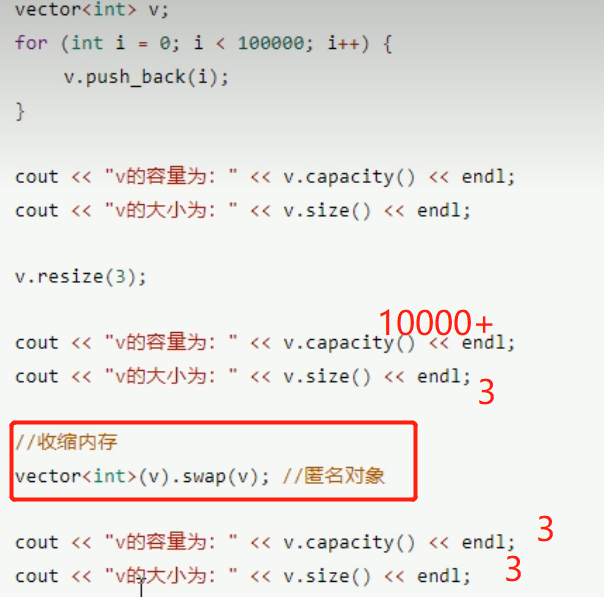 vector<int> v;
for (int i = 0; i < 100000; i++) {
    v.push_back(i);
}
cout << "v的容量为：" << v.capacity() << endl;
cout << "v的大小为：" << v.size() << endl;
v.resize(3);
10000+
cout << "v的容量为：" << v.capacity() << endl;
cout << "v的大小为：" << v.size() << endl;
3
//收缩内存
vector<int>(v).swap(v); //匿名对象
cout << "v的容量为：" << v.capacity() << endl; 3
cout << "v的大小为：" << v.size() << endl; 3